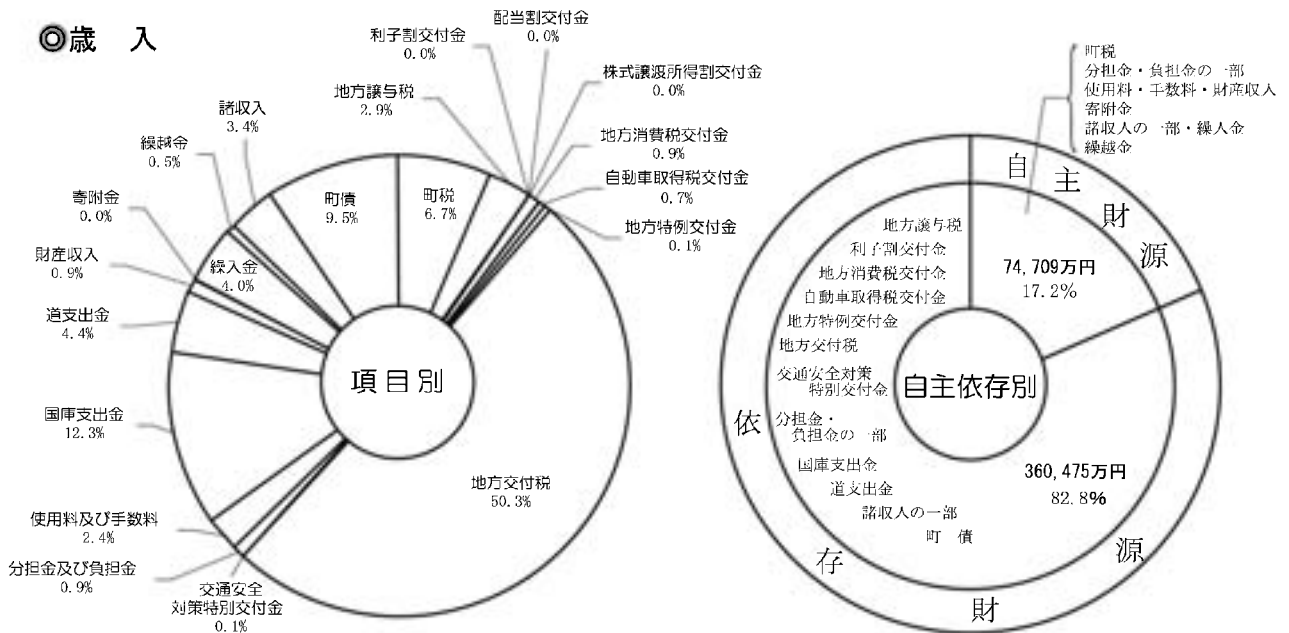 ◎歳 入
配当割交付金
0.0%
利子割交付金
0.0%
株式譲渡所得割交付金
0.0%
地方譲与税
2.9%
地方消費税交付金
0.9%
自動車取得税交付金
0.7%
地方特例交付金
0.1%
諸収入
3.4%
繰越金
0.5%
寄附金
0.0%
財産収入
0.9%
道支出金
4.4%
国庫支出金
12.3%
使用料及び手数料
2.4%
分担金及び負担金
0.9%
交通安全
対策特別交付金
0.1%
町債
9.5%
町税
6.7%
繰入金
4.0%
項目別
地方交付税
50.3%
町税
分担金・負担金の一部
使用料・手数料・財産収入
寄附金
諸収入の一部・繰入金
繰越金
自主財源
74,709万円
17.2%
地方譲与税
利子割交付金
地方消費税交付金
自動車取得税交付金
地方特例交付金
地方交付税
交通安全対策
特別交付金
分担金・
負担金の一部
国庫支出金
道支出金
諸収入の一部
町 債
自主依存別
360,475万円
82.8%
依存財源